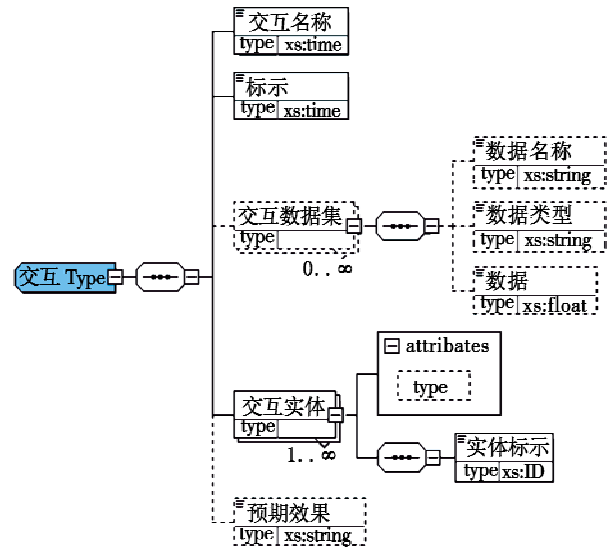 交互名称
type xs:time
标示
type xs:time
数据名称
type xs:string
交互数据集
type
0..∞
数据类型
type xs:string
数据
type xs:float
交互 Type
attribates
type
交互实体
type
1..∞
实体标示
type xs:ID
预期效果
type xs:string